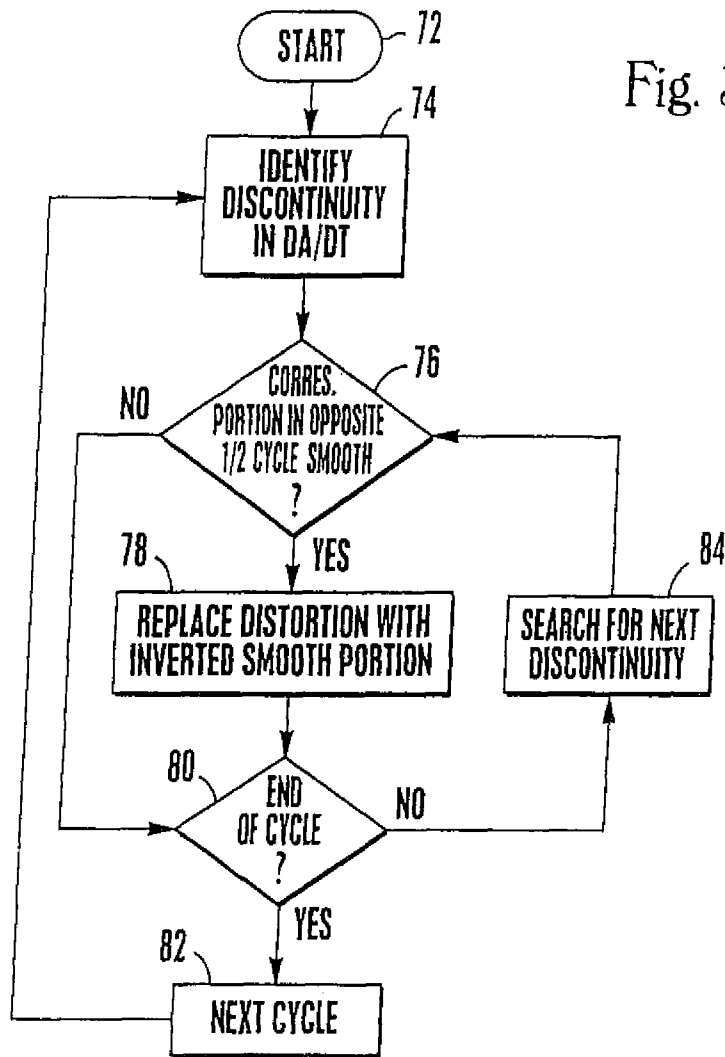 START
72
Fig.
74
IDENTIFY
DISCONTINUITY
IN DA/DT
76
NO
CORRES.
PORTION IN OPPOSITE
1/2 CYCLE SMOOTH
?
YES
78
REPLACE DISTORTION WITH
INVERTED SMOOTH PORTION
84
SEARCH FOR NEXT
DISCONTINUITY
80
END
OF CYCLE
?
NO
YES
82
NEXT CYCLE